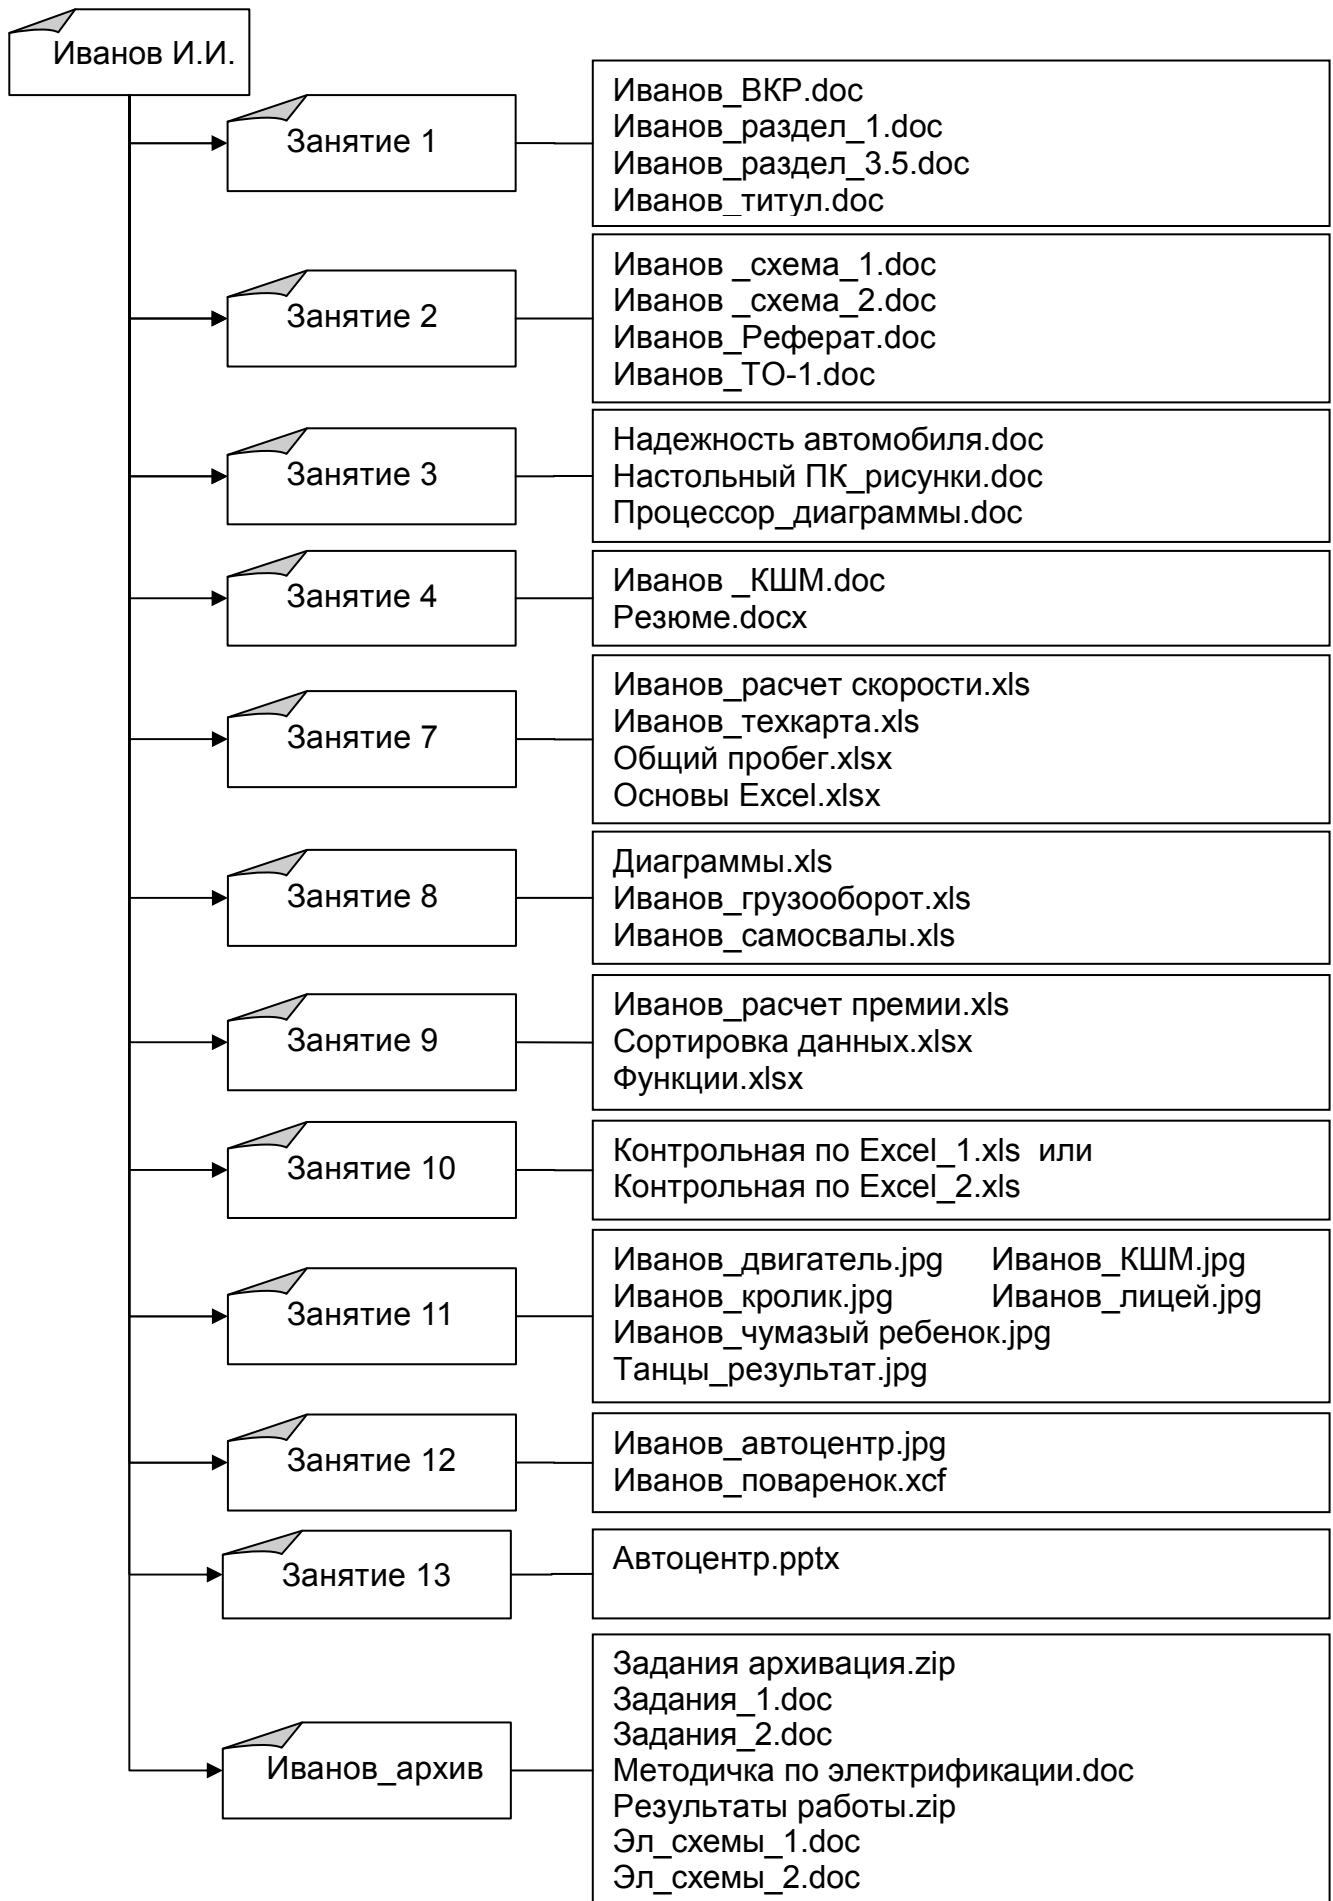 Иванов И.И.
Занятие 1
Иванов_ВКР.doc
Иванов_раздел_1.doc
Иванов_раздел_3.5.doc
Иванов_титул.doc
Занятие 2
Иванов _схема_1.doc
Иванов _схема_2.doc
Иванов_Реферат.doc
Иванов_ТО-1.doc
Занятие 3
Надежность автомобиля.doc
Настольный ПК_рисунки.doc
Процессор_диаграммы.doc
Занятие 4
Иванов _КШМ.doc
Резюме.docx
Занятие 7
Иванов_расчет скорости.xls
Иванов_техкарта.xls
Общий пробег.xlsx
Основы Excel.xlsx
Занятие 8
Диаграммы.xls
Иванов_грузооборот.xls
Иванов_самосвалы.xls
Занятие 9
Иванов_расчет премии.xls
Сортировка данных.xlsx
Функции.xlsx
Занятие 10
Контрольная по Excel_1.xls или
Контрольная по Excel_2.xls
Занятие 11
Иванов_двигатель.jpg Иванов_КШМ.jpg
Иванов_кролик.jpg Иванов_лицей.jpg
Иванов_чумазый ребенок.jpg
Танцы_результат.jpg
Занятие 12
Иванов_автоцентр.jpg
Иванов_поваренок.xcf
Занятие 13
Автоцентр.pptx
Иванов_архив
Задания архивация.zip
Задания_1.doc
Задания_2.doc
Методичка по электрификации.doc
Результаты работы.zip
Эл_схемы_1.doc
Эл_схемы_2.doc